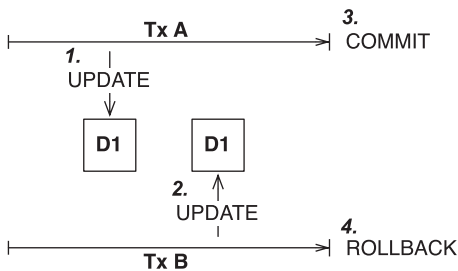 Tx A
3.
COMMIT
1.
UPDATE
D1
D1
2.
UPDATE
4.
ROLLBACK
Tx B